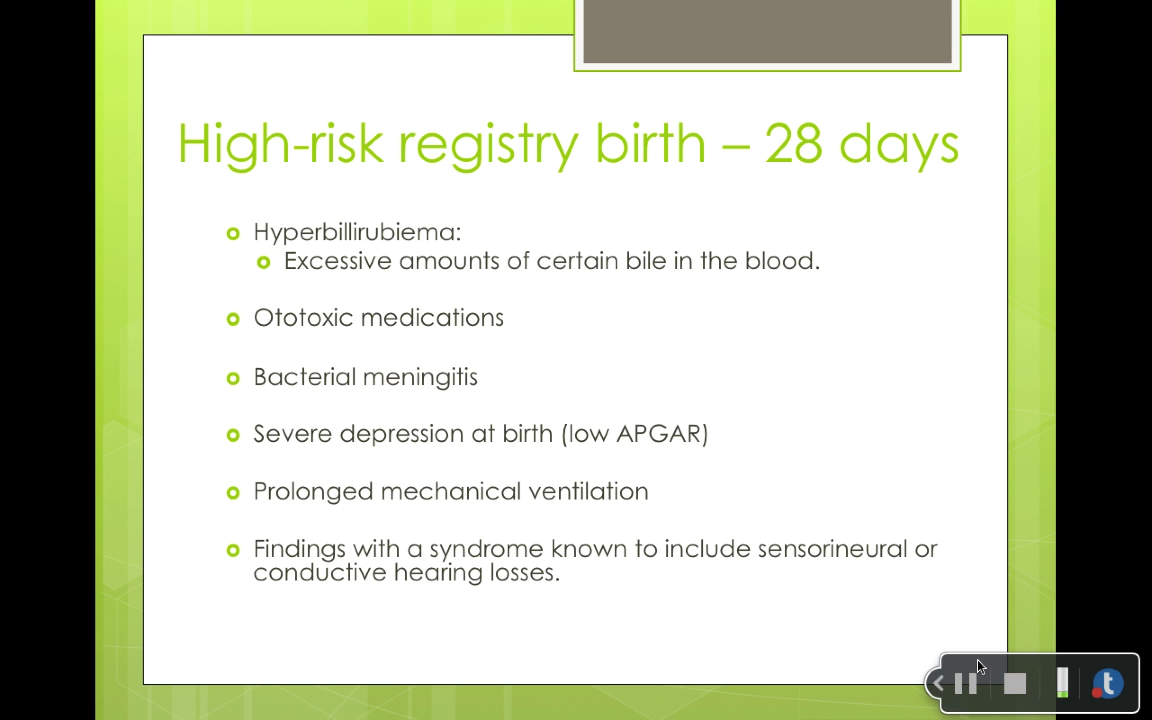 High-risk registry birth – 28 days
Hyperbillirubiema:
Excessive amounts of certain bile in the blood.
Ototoxic medications
Bacterial meningitis
Severe depression at birth (low APGAR)
Prolonged mechanical ventilation
Findings with a syndrome known to include sensorineural or
conductive hearing losses.
t